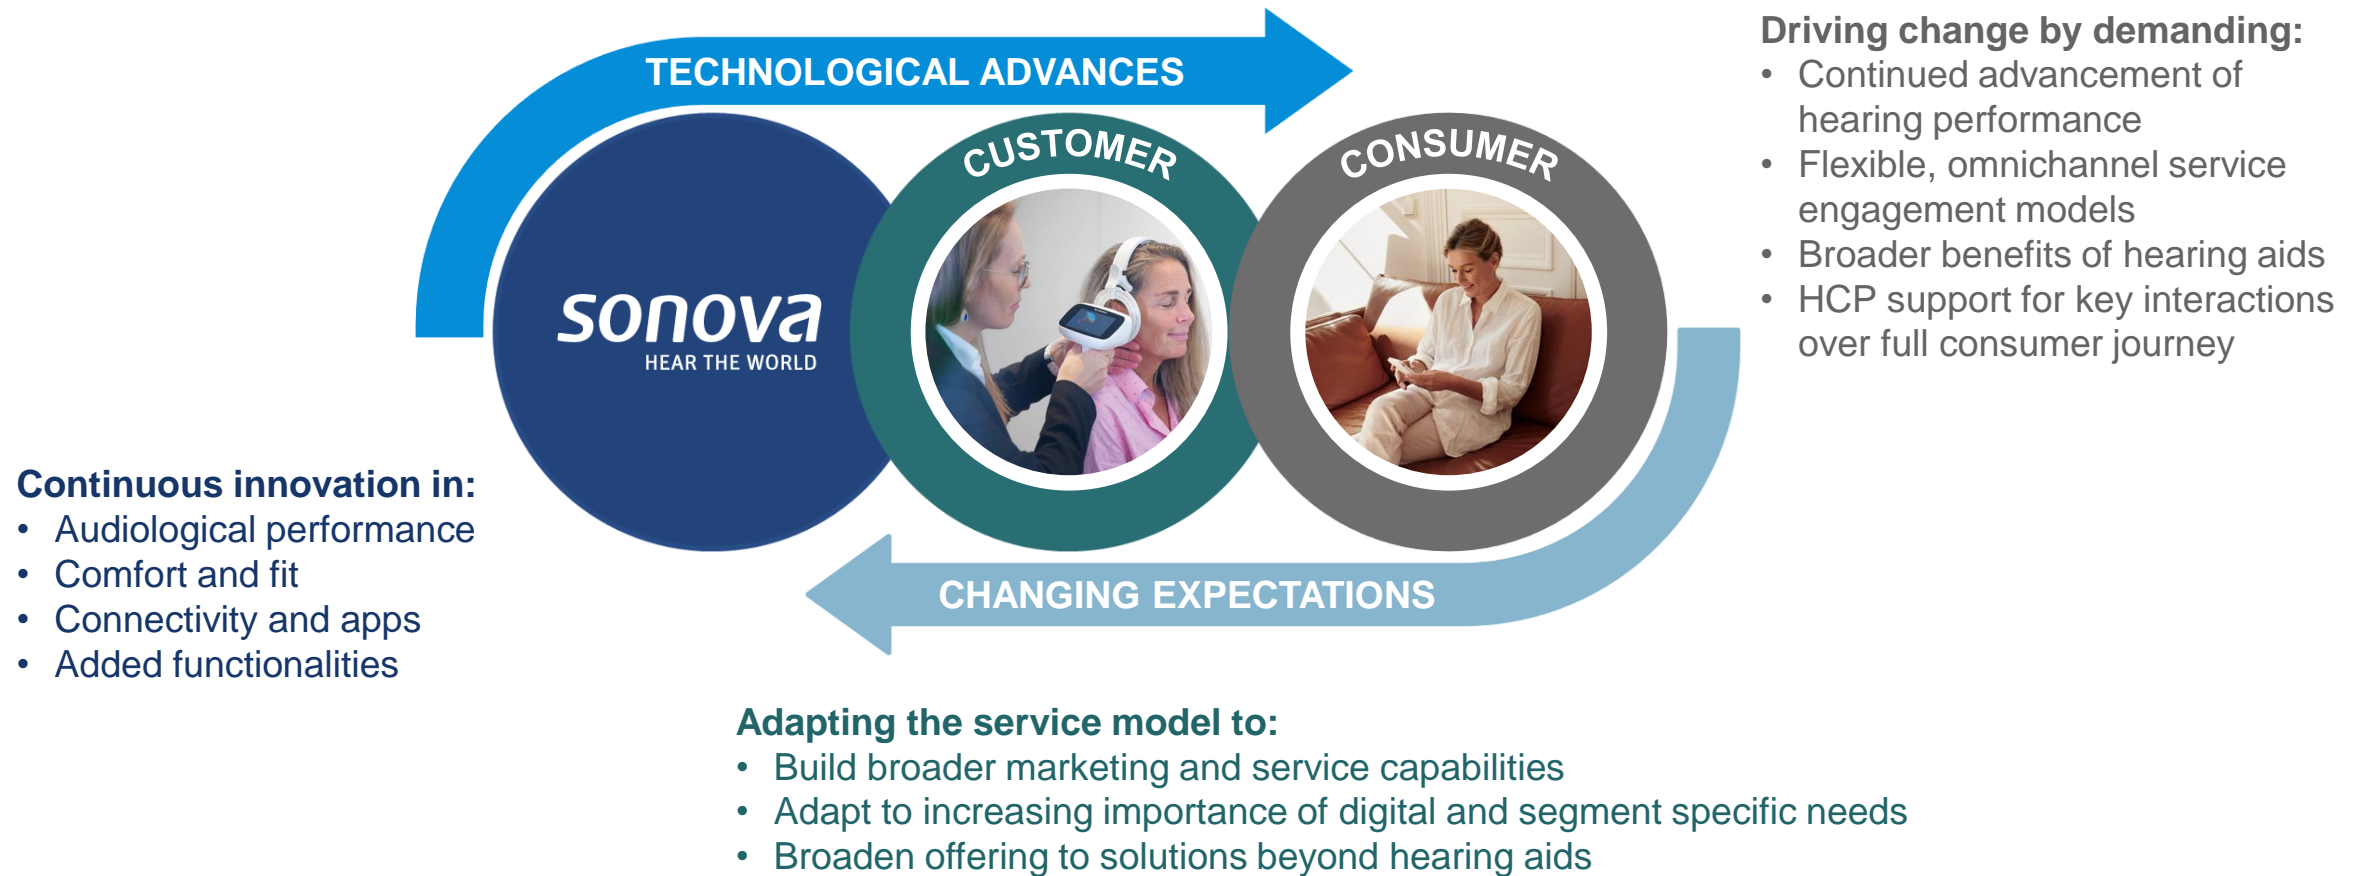 TECHNOLOGICAL ADVANCES
CUSTOMER
CONSUMER
sonova
HEAR THE WORLD
CHANGING EXPECTATIONS
Driving change by demanding:
• Continued advancement of
hearing performance
• Flexible, omnichannel service
engagement models
• Broader benefits of hearing aids
• HCP support for key interactions
over full consumer journey
Continuous innovation in:
• Audiological performance
• Comfort and fit
• Connectivity and apps
• Added functionalities
Adapting the service model to:
• Build broader marketing and service capabilities
• Adapt to increasing importance of digital and segment specific needs
• Broaden offering to solutions beyond hearing aids